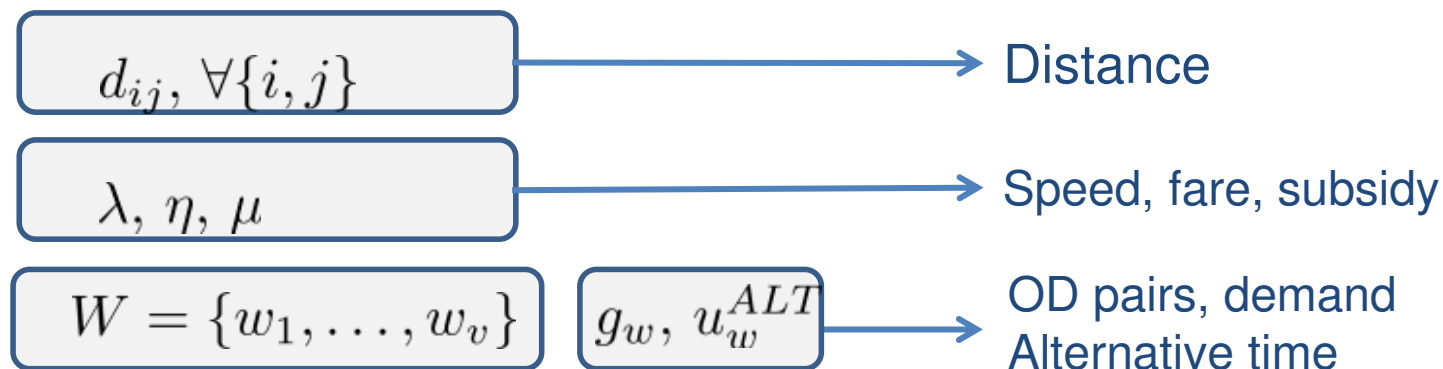 d_{ij}, ∀{i, j} Distance
λ, η, μ Speed, fare, subsidy
W = {w_1, . . . , w_v} g_w, u_w^{ALT} OD pairs, demand
Alternative time